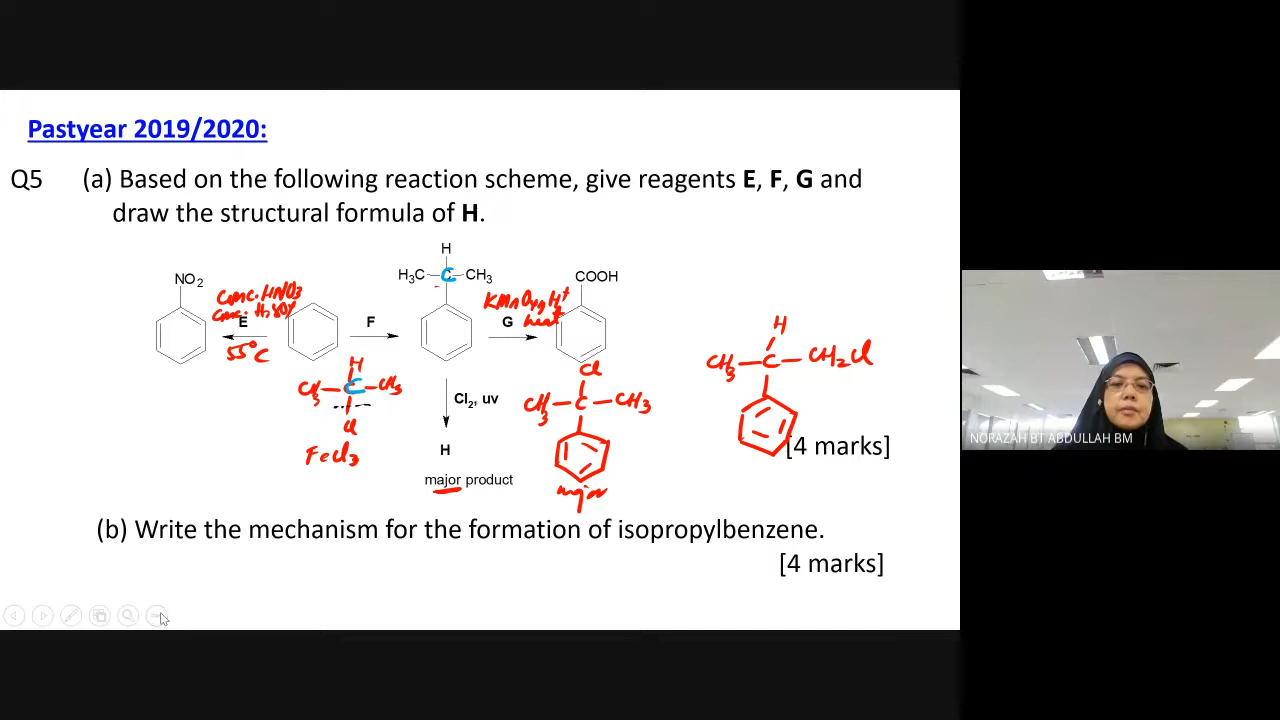 Pastyear 2019/2020:
Q5 (a) Based on the following reaction scheme, give reagents E, F, G and
draw the structural formula of H.
H
H3C C CH3
NO2
COOH
conc. HNO3
conc. H2SO4
E
55°C
F
KMnO4, H+
heat
G
H
CH3 C CH3
Cl
FeCl3
Cl2, uv
H
major product
Cl
CH3 C CH3
major
H
CH3 C CH2Cl
[4 marks]
(b) Write the mechanism for the formation of isopropylbenzene.
[4 marks]
NORAZAH BT ABDULLAH BM